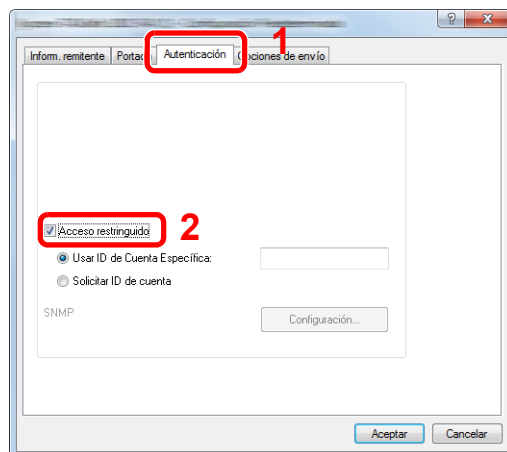 1
Inform. remitente
Autenticación
de envío
2
Acceso restringuido
Usar ID de Cuenta Específica:
Solicitar ID de cuenta
SNMP
Configuración...
Aceptar
Cancelar